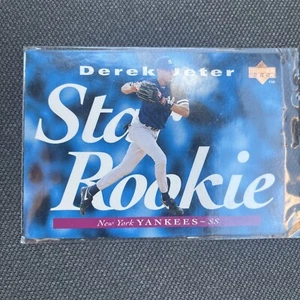 Derek Jeter
Star
Rookie
New York YANKEES - SS